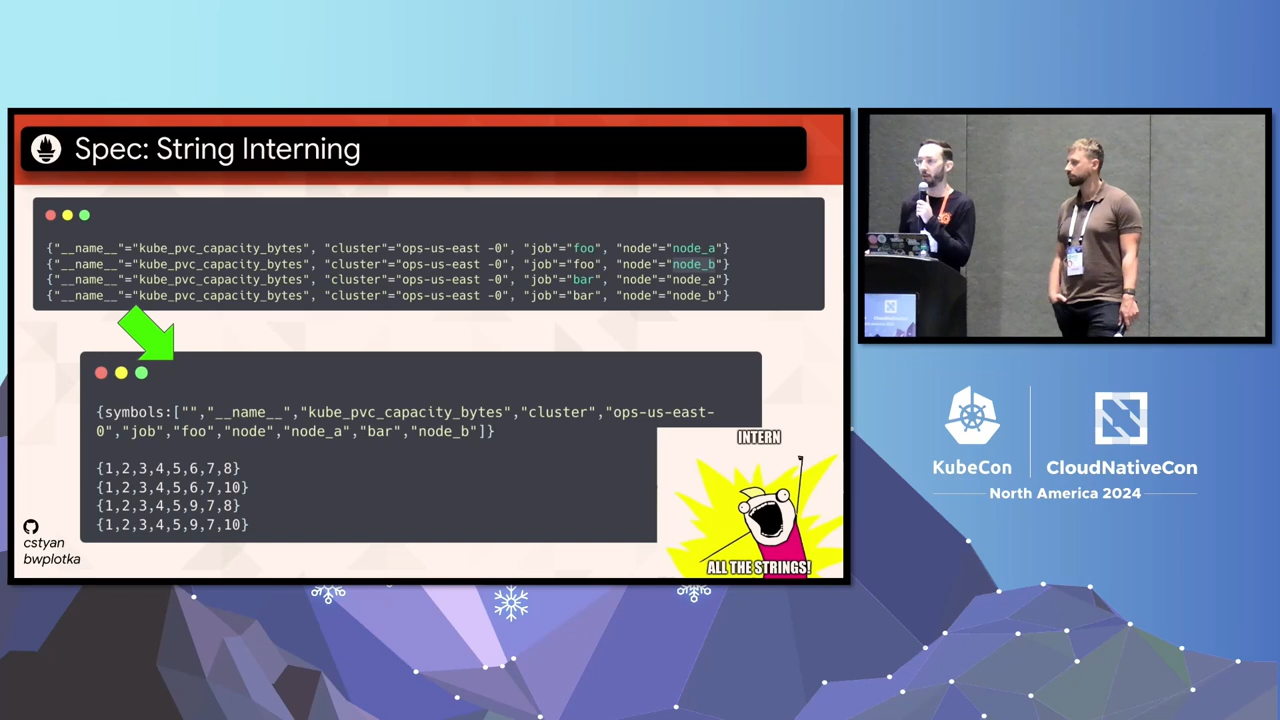 Spec: String Interning
{"__name__"="kube_pvc_capacity_bytes", "cluster"="ops-us-east -0", "job"="foo", "node"="node_a"}
{"__name__"="kube_pvc_capacity_bytes", "cluster"="ops-us-east -0", "job"="foo", "node"="node_b"}
{"__name__"="kube_pvc_capacity_bytes", "cluster"="ops-us-east -0", "job"="bar", "node"="node_a"}
{"__name__"="kube_pvc_capacity_bytes", "cluster"="ops-us-east -0", "job"="bar", "node"="node_b"}
{symbols:["","__name__","kube_pvc_capacity_bytes","cluster","ops-us-east-
0","job","foo","node","node_a","bar","node_b"]}
{1,2,3,4,5,6,7,8}
{1,2,3,4,5,6,7,10}
{1,2,3,4,5,9,7,8}
{1,2,3,4,5,9,7,10}
INTERN
ALL THE STRINGS!
cstyan
bwplotka
KubeCon
CloudNativeCon
North America 2024